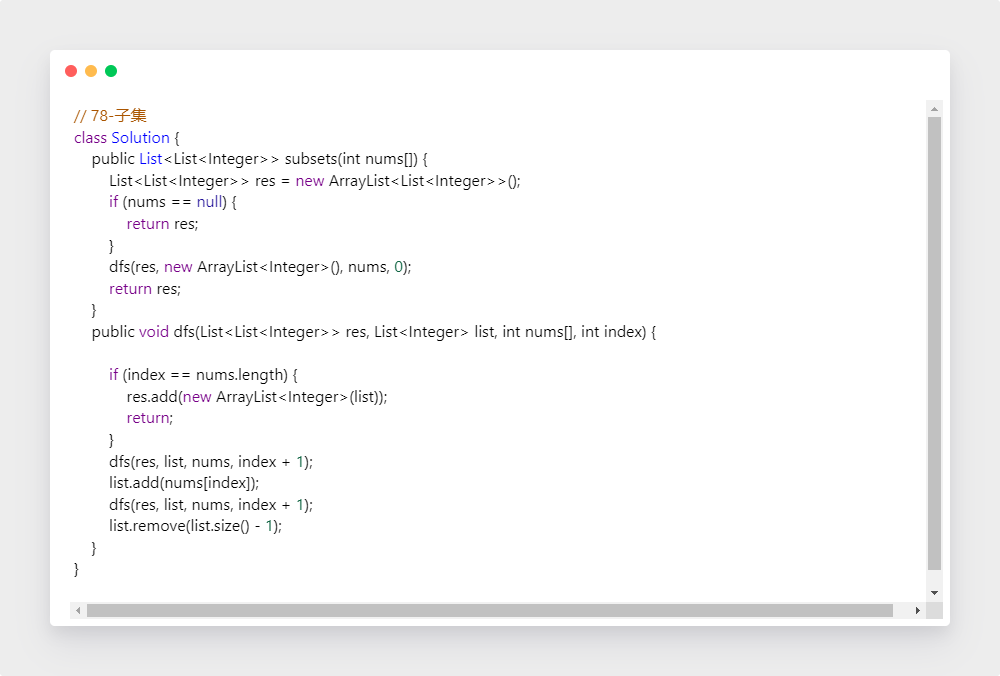 // 78-子集
class Solution {
    public List<List<Integer>> subsets(int nums[]) {
        List<List<Integer>> res = new ArrayList<List<Integer>>();
        if (nums == null) {
            return res;
        }
        dfs(res, new ArrayList<Integer>(), nums, 0);
        return res;
    }
    public void dfs(List<List<Integer>> res, List<Integer> list, int nums[], int index) {

        if (index == nums.length) {
            res.add(new ArrayList<Integer>(list));
            return;
        }
        dfs(res, list, nums, index + 1);
        list.add(nums[index]);
        dfs(res, list, nums, index + 1);
        list.remove(list.size() - 1);
    }
}